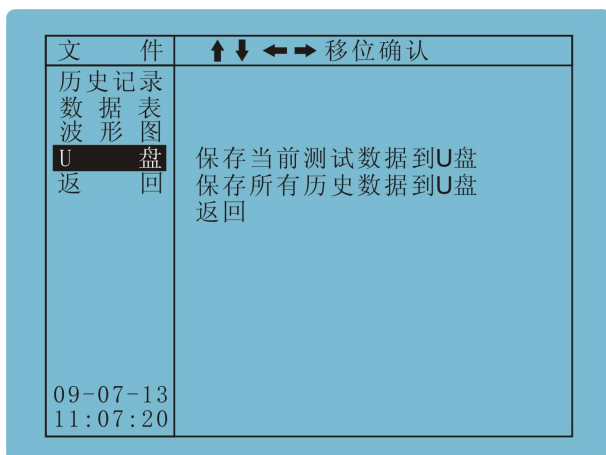 文 件
↑↓←→移位确认
历史记录
数 据 表
波 形 图
U 盘
返 回
保存当前测试数据到U盘
保存所有历史数据到U盘
返回
09-07-13
11:07:20